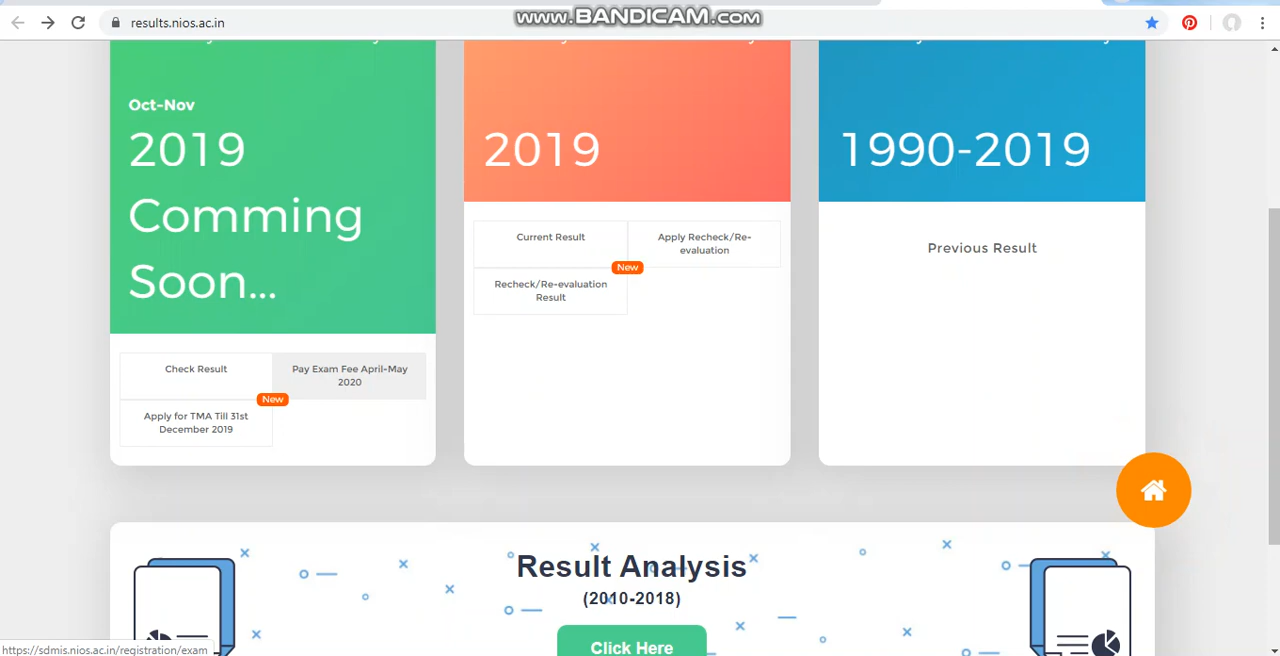 results.nios.ac.in
www.BANDICAM.com
Oct-Nov
2019
Comming
Soon...
Check Result
Pay Exam Fee April-May
2020
New
Apply for TMA Till 31st
December 2019
2019
Current Result
Apply Recheck/Re-
evaluation
New
Recheck/Re-evaluation
Result
1990-2019
Previous Result
Result Analysis
(2010-2018)
Click Here
https://sdmis.nios.ac.in/registration/exam